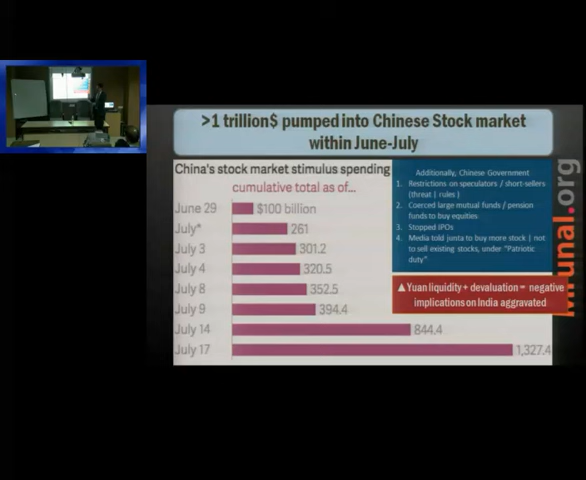 >1 trillion$ pumped into Chinese Stock market
within June-July
China's stock market stimulus spending
cumulative total as of...
June 29 $100 billion
July* 261
July 3 301.2
July 4 320.5
July 8 352.5
July 9 394.4
July 14 844.4
July 17 1,327.4
Additionally, Chinese Government
1. Restrictions on speculators / short-sellers
(threat | rules )
2. Coerced large mutual funds / pension
funds to buy equities
3. Stopped IPOs
4. Media told junta to buy more stock | not
to sell existing stocks, under "Patriotic
duty"
▲Yuan liquidity + devaluation = negative
implications on India aggravated
Mrunal.org